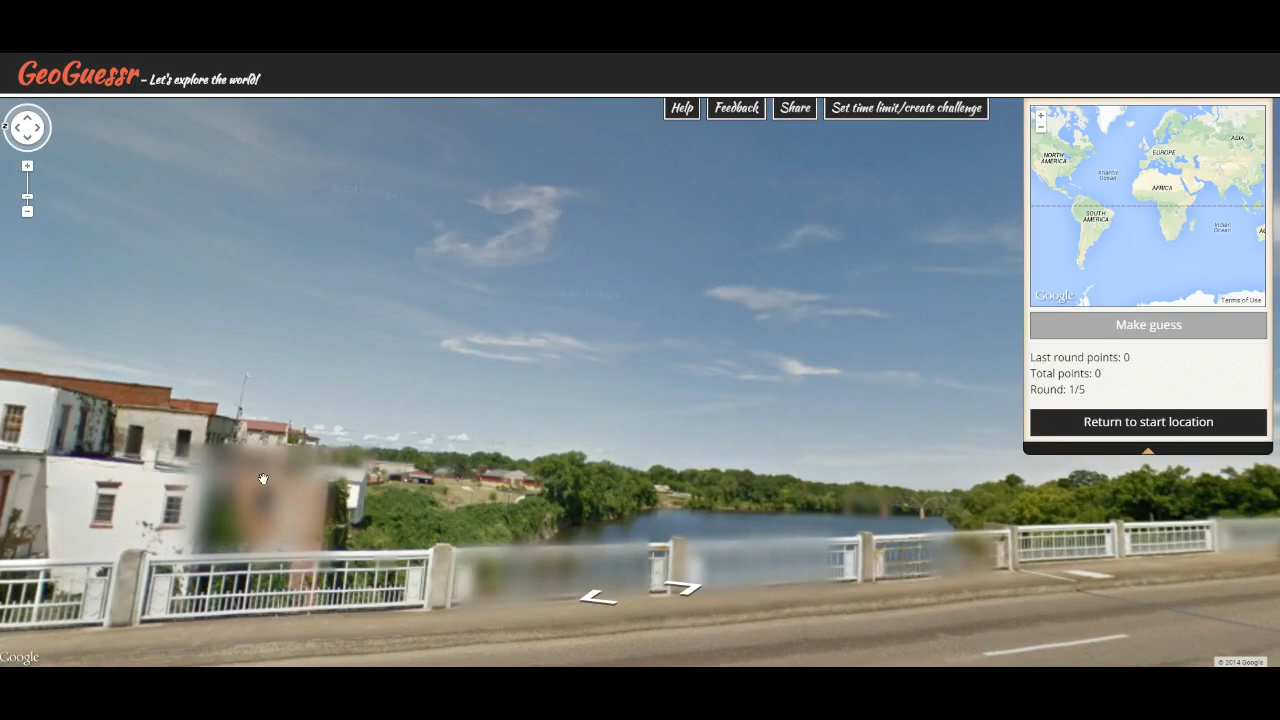 GeoGuessr - Let's explore the world!
Help
Feedback
Share
Set time limit/create challenge
NORTH AMERICA
Atlantic Ocean
EUROPE
ASIA
AFRICA
SOUTH AMERICA
Indian Ocean
Google
Terms of Use
Make guess
Last round points: 0
Total points: 0
Round: 1/5
Return to start location
Google
© 2014 Google